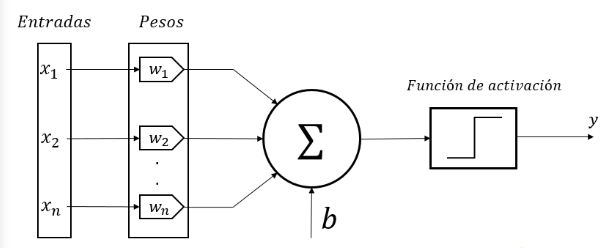 Entradas
Pesos
x₁
w₁
Función de activación
x₂
w₂
Σ
y
.
.
xₙ
wₙ
b